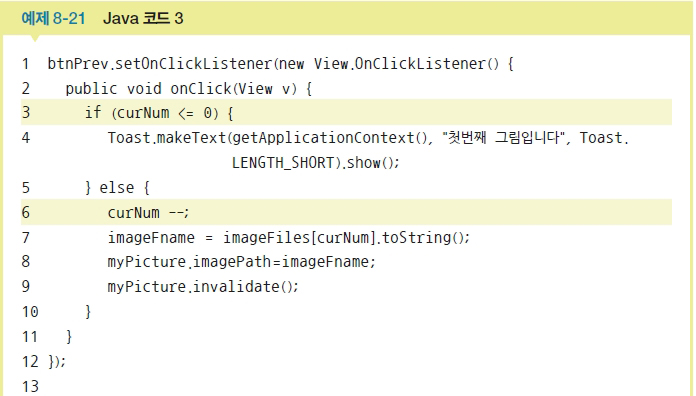 예제 8-21 Java 코드 3
1 btnPrev.setOnClickListener(new View.OnClickListener() {
2 public void onClick(View v) {
3 if (curNum <= 0) {
4 Toast.makeText(getApplicationContext(), "첫번째 그림입니다", Toast.
LENGTH_SHORT).show();
5 } else {
6 curNum --;
7 imageFname = imageFiles[curNum].toString();
8 myPicture.imagePath=imageFname;
9 myPicture.invalidate();
10 }
11 }
12 });
13